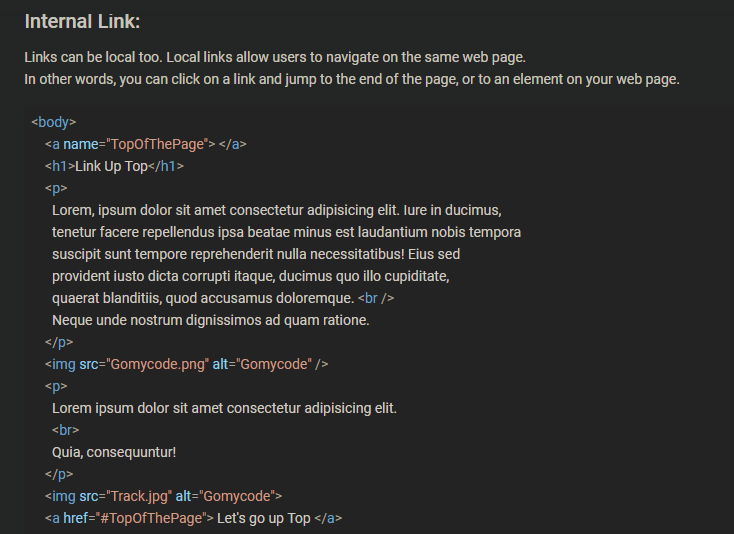 Internal Link:
Links can be local too. Local links allow users to navigate on the same web page.
In other words, you can click on a link and jump to the end of the page, or to an element on your web page.
<body>
<a name="TopOfThePage"> </a>
<h1>Link Up Top</h1>
<p>
Lorem, ipsum dolor sit amet consectetur adipisicing elit. Iure in ducimus,
tenetur facere repellendus ipsa beatae minus est laudantium nobis tempora
suscipit sunt tempore reprehenderit nulla necessitatibus! Eius sed
provident iusto dicta corrupti itaque, ducimus quo illo cupiditate,
quaerat blanditiis, quod accusamus doloremque. <br />
Neque unde nostrum dignissimos ad quam ratione.
</p>
<img src="Gomycode.png" alt="Gomycode" />
<p>
Lorem ipsum dolor sit amet consectetur adipisicing elit.
<br>
Quia, consequuntur!
</p>
<img src="Track.jpg" alt="Gomycode">
<a href="#TopOfThePage"> Let's go up Top </a>